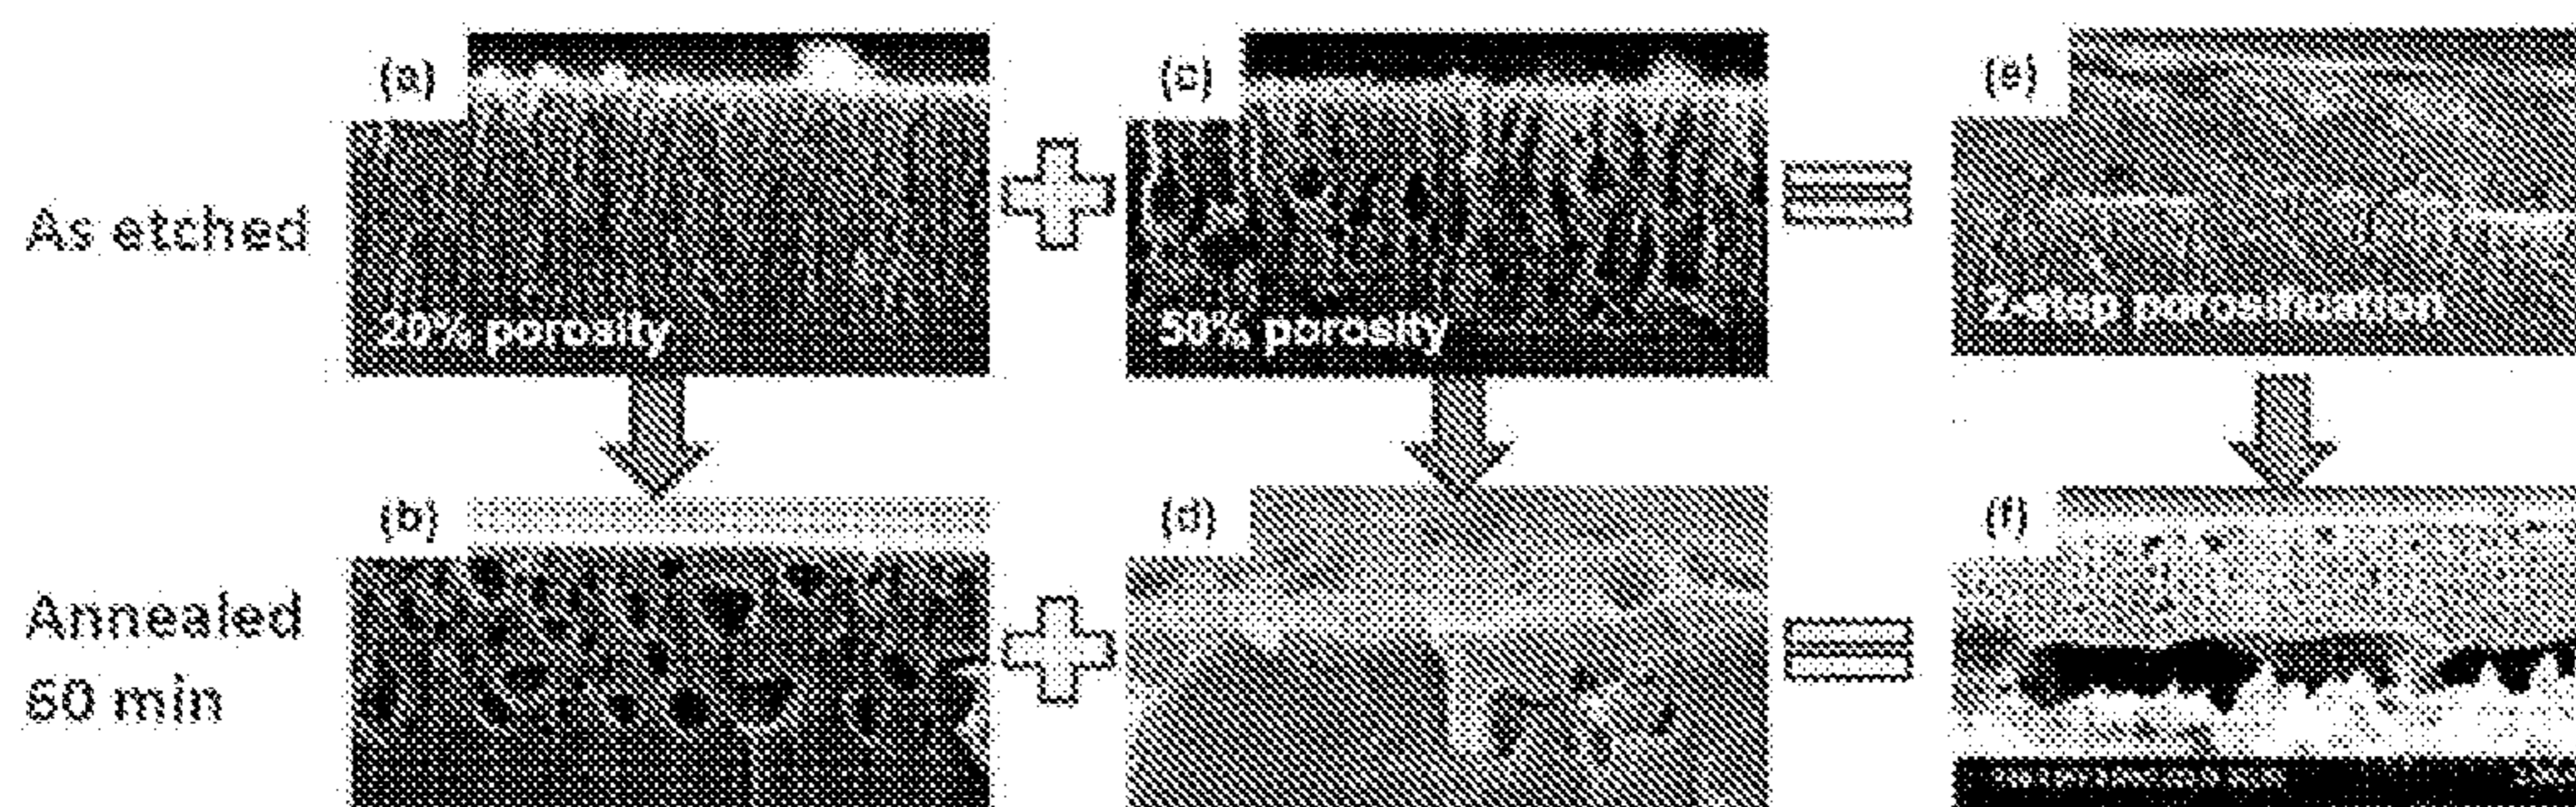 (a)
(c)
(e)
As etched
20% porosity
50% porosity
2-step porosification
(b)
(d)
(f)
Annealed
60 min